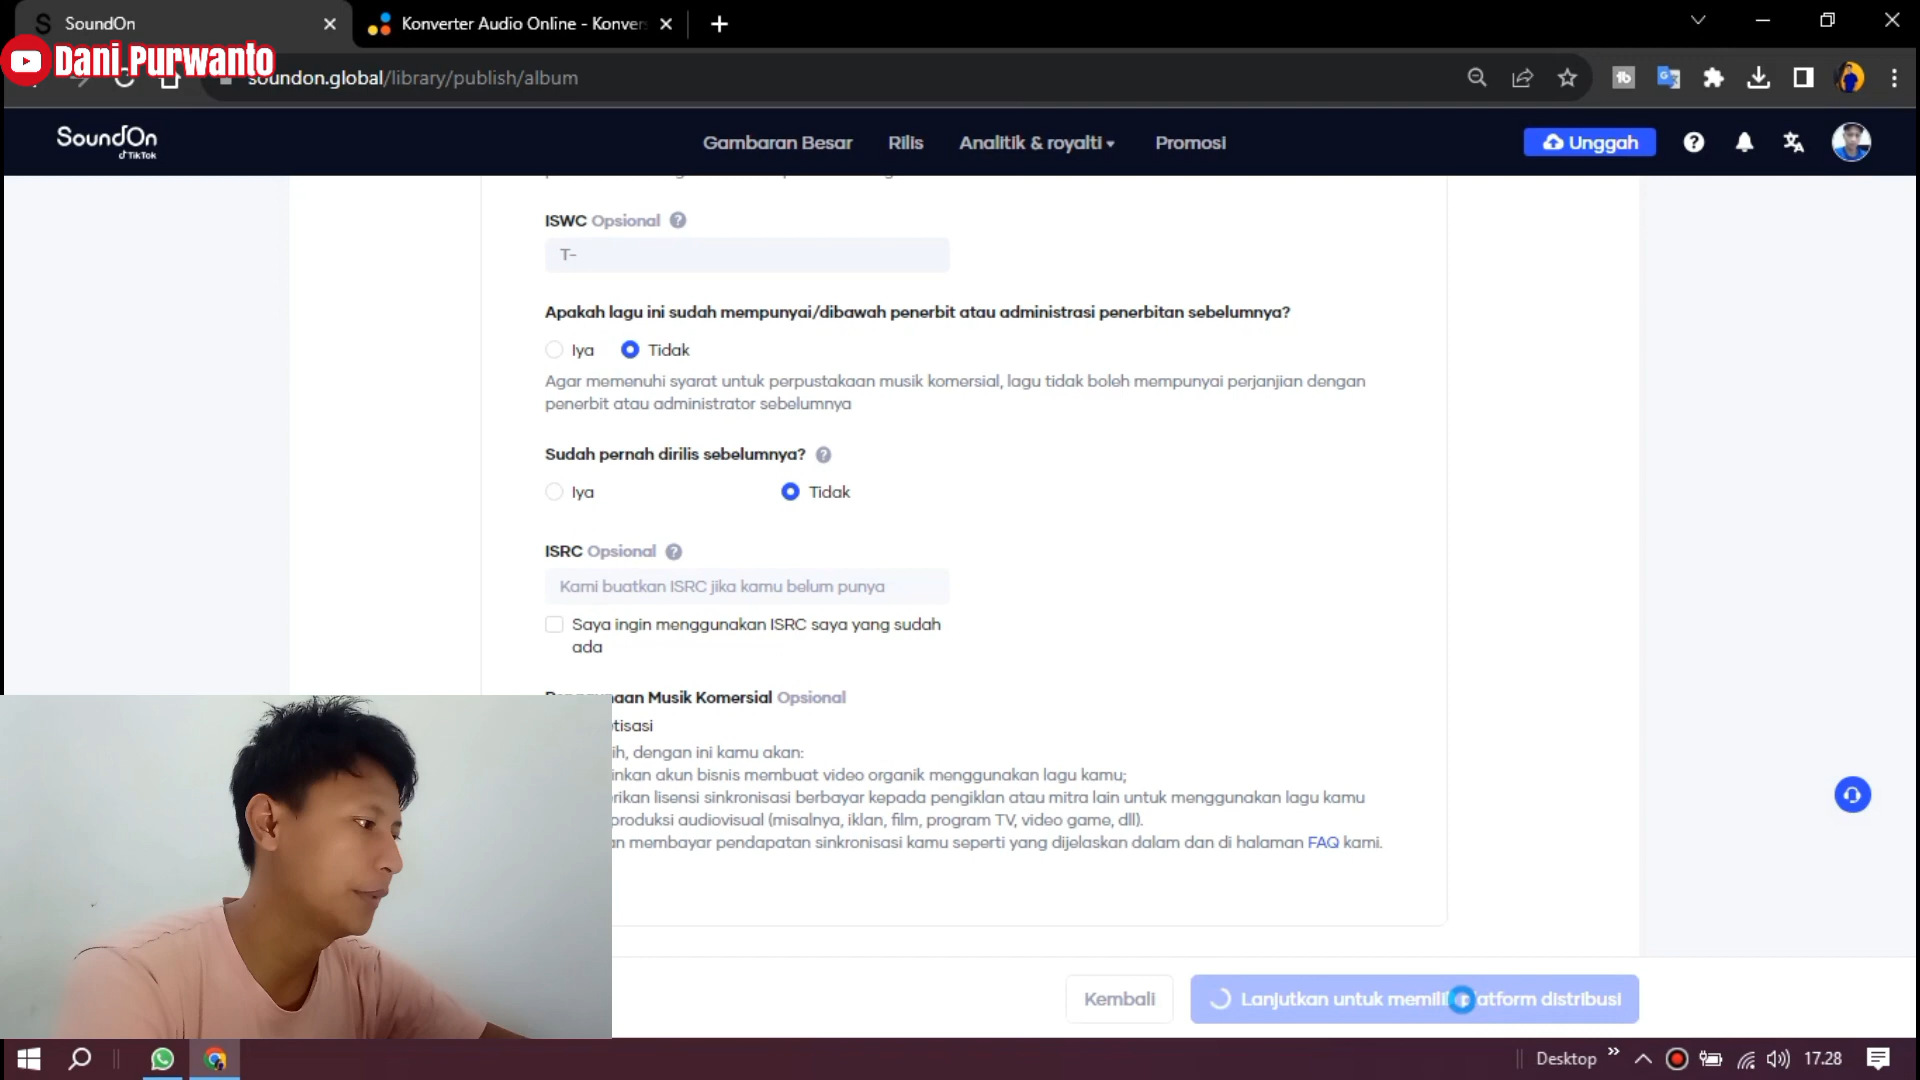 SoundOn
Konverter Audio Online - Konver
Dani Purwanto
soundon.global/library/publish/album
SoundOn
TikTok
Gambaran Besar
Rilis
Analitik & royalti
Promosi
Unggah
ISWC Opsional
T-
Apakah lagu ini sudah mempunyai/dibawah penerbit atau administrasi penerbitan sebelumnya?
Iya
Tidak
Agar memenuhi syarat untuk perpustakaan musik komersial, lagu tidak boleh mempunyai perjanjian dengan
penerbit atau administrator sebelumnya
Sudah pernah dirilis sebelumnya?
Iya
Tidak
ISRC Opsional
Kami buatkan ISRC jika kamu belum punya
Saya ingin menggunakan ISRC saya yang sudah
ada
Musik Komersial Opsional
tisasi
ih, dengan ini kamu akan:
inkan akun bisnis membuat video organik menggunakan lagu kamu;
rikan lisensi sinkronisasi berbayar kepada pengiklan atau mitra lain untuk menggunakan lagu kamu
produksi audiovisual (misalnya, iklan, film, program TV, video game, dll).
n membayar pendapatan sinkronisasi kamu seperti yang dijelaskan dalam dan di halaman FAQ kami.
Kembali
Lanjutkan untuk memilih platform distribusi
Desktop
17.28